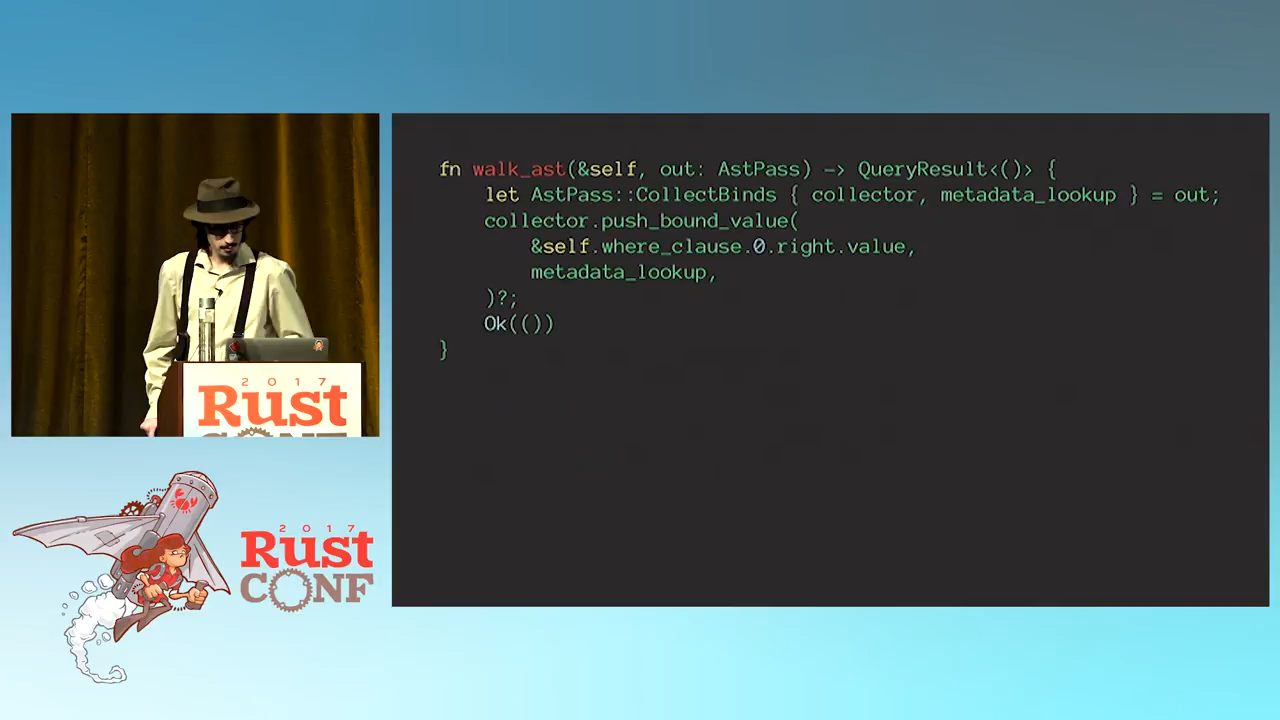 fn walk_ast(&self, out: AstPass) -> QueryResult<()> {
let AstPass::CollectBinds { collector, metadata_lookup } = out;
collector.push_bound_value(
&self.where_clause.0.right.value,
metadata_lookup,
)?;
Ok(())
}
2017
Rust
CONF
2017
Rust
CONF